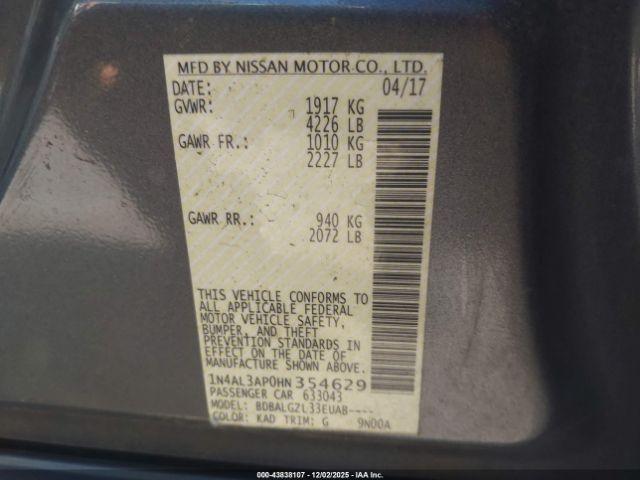 MFD BY NISSAN MOTOR CO., LTD.
DATE: 04/17
GVWR: 1917 KG
4226 LB
GAWR FR.: 1010 KG
2227 LB
GAWR RR.: 940 KG
2072 LB
THIS VEHICLE CONFORMS TO
ALL APPLICABLE FEDERAL
MOTOR VEHICLE SAFETY,
BUMPER, AND THEFT
PREVENTION STANDARDS IN
EFFECT ON THE DATE OF
MANUFACTURE SHOWN ABOVE.
1N4AL3AP0HN354629
PASSENGER CAR 633043
MODEL: BDBALGZL33EUAB----
COLOR: KAD TRIM: G 9N00A
000-43838107 - 12/02/2025 - IAAI.COM